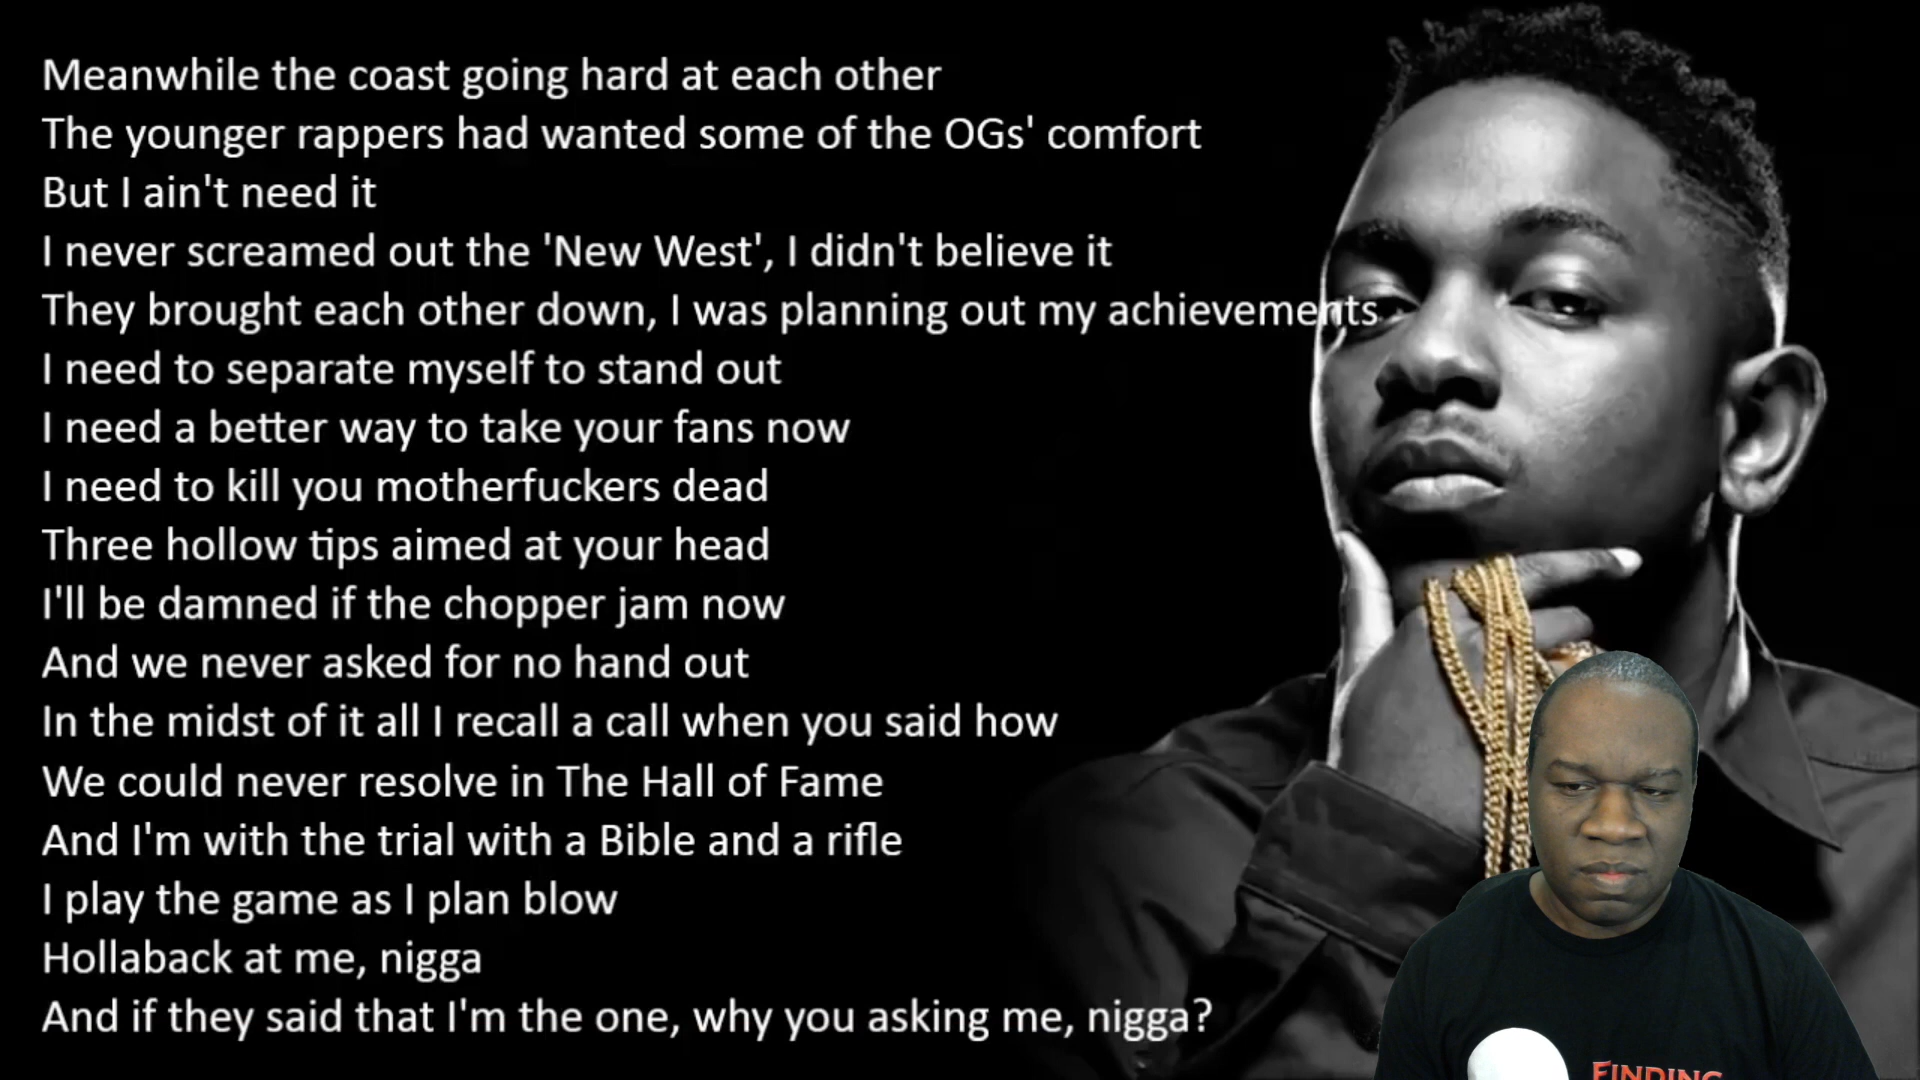 Meanwhile the coast going hard at each other
The younger rappers had wanted some of the OGs' comfort
But I ain't need it
I never screamed out the 'New West', I didn't believe it
They brought each other down, I was planning out my achievements
I need to separate myself to stand out
I need a better way to take your fans now
I need to kill you motherfuckers dead
Three hollow tips aimed at your head
I'll be damned if the chopper jam now
And we never asked for no hand out
In the midst of it all I recall a call when you said how
We could never resolve in The Hall of Fame
And I'm with the trial with a Bible and a rifle
I play the game as I plan blow
Hollaback at me, nigga
And if they said that I'm the one, why you asking me, nigga?
FINDING